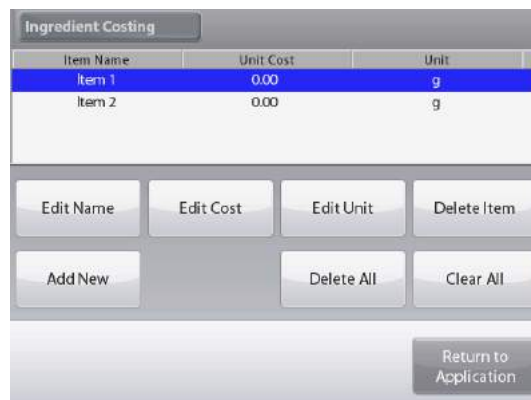 Ingredient Costing
Item Name Unit Cost Unit
Item 1 0.00 g
Item 2 0.00 g
Edit Name Edit Cost Edit Unit Delete Item
Add New Delete All Clear All
Return to
Application